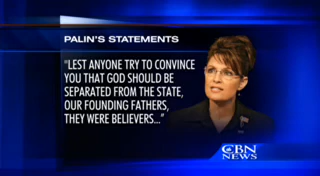 PALIN'S STATEMENTS
"LEST ANYONE TRY TO CONVINCE
YOU THAT GOD SHOULD BE
SEPARATED FROM THE STATE,
OUR FOUNDING FATHERS,
THEY WERE BELIEVERS..."
CBN
NEWS